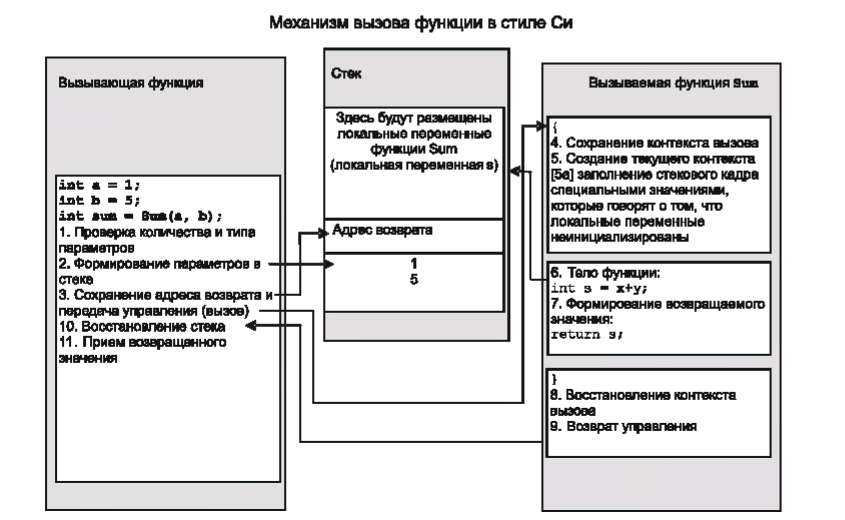 Механизм вызова функции в стиле Си
Вызывающая функция
int a = 1;
int b = 5;
int sum = Sum(a, b);
1. Проверка количества и типа
параметров
2. Формирование параметров в
стеке
3. Сохранение адреса возврата и
передача управления (вызов)
10. Восстановление стека
11. Прием возвращенного
значения
Стек
Здесь будут размещены
локальные переменные
функции Sum
(локальная переменная s)
Адрес возврата
1
5
Вызываемая функция Sum
{
4. Сохранение контекста вызова
5. Создание текущего контекста
[5a] заполнение стекового кадра
специальными значениями,
которые говорят о том, что
локальные переменные
неинициализированы
6. Тело функции:
int s = x+y;
7. Формирование возвращаемого
значения:
return s;
}
8. Восстановление контекста
вызова
9. Возврат управления